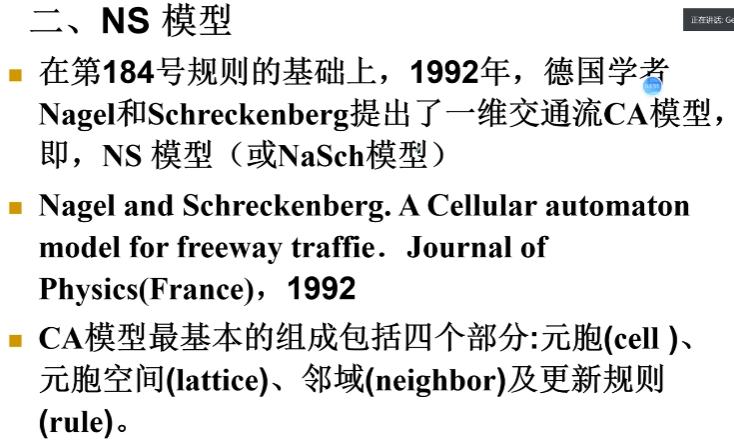 二、NS 模型
正在讲话: Ge
在第184号规则的基础上，1992年，德国学者
Nagel和Schreckenberg提出了一维交通流CA模型，
即，NS 模型（或NaSch模型）
Nagel and Schreckenberg. A Cellular automaton
model for freeway traffie．Journal of
Physics(France)，1992
CA模型最基本的组成包括四个部分:元胞(cell )、
元胞空间(lattice)、邻域(neighbor)及更新规则
(rule)。